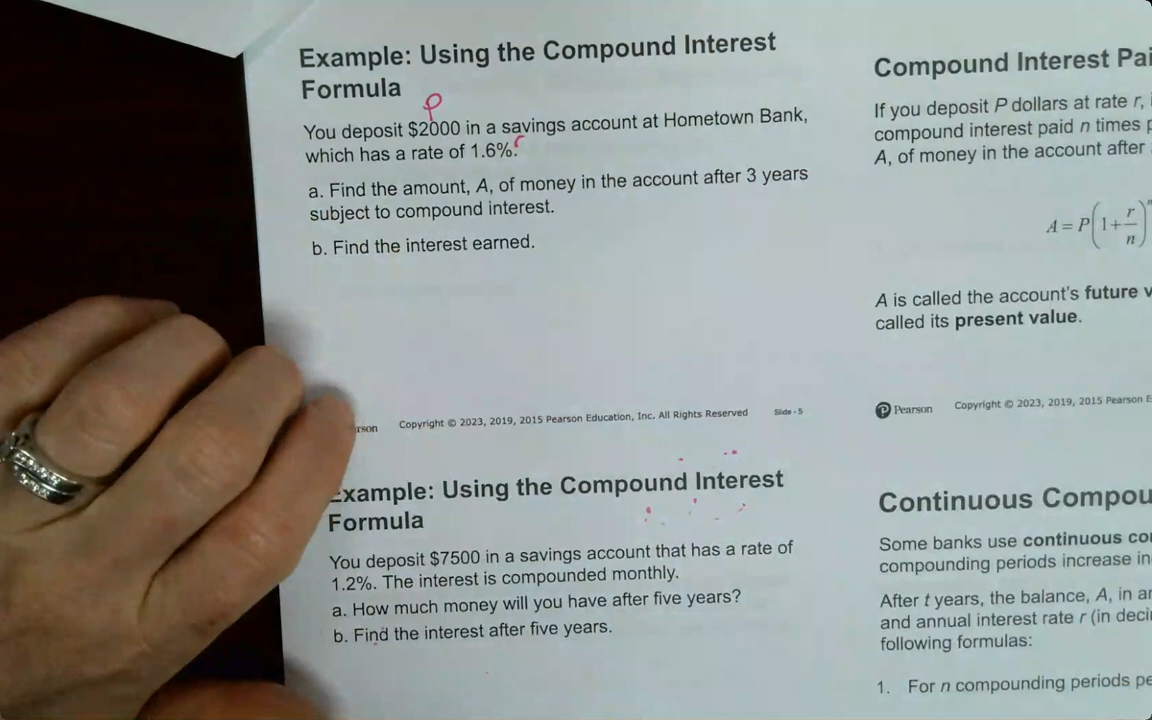 Example: Using the Compound Interest
Formula
P
You deposit $2000 in a savings account at Hometown Bank,
which has a rate of 1.6%. r
a. Find the amount, A, of money in the account after 3 years
subject to compound interest.
b. Find the interest earned.
Copyright © 2023, 2019, 2015 Pearson Education, Inc. All Rights Reserved
Slide - 5
Example: Using the Compound Interest
Formula
You deposit $7500 in a savings account that has a rate of
1.2%. The interest is compounded monthly.
a. How much money will you have after five years?
b. Find the interest after five years.
Compound Interest
If you deposit P dollars at rate r,
compound interest paid n times
A, of money in the account after
A = P(1 + r/n)
A is called the account's future
called its present value.
Pearson
Copyright © 2023, 2019, 2015 Pearson
Continuous
Some banks use continuous
compounding periods increase
After t years, the balance, A, in
and annual interest rate r (in
following formulas:
1. For n compounding periods